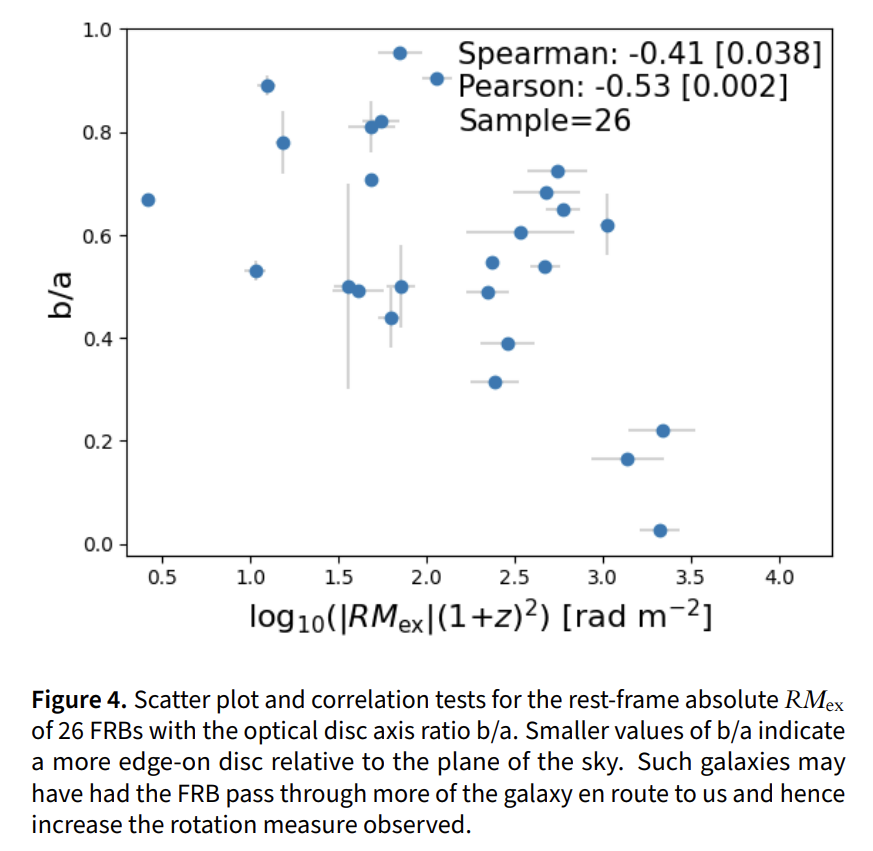 1.0
Spearman: -0.41 [0.038]
Pearson: -0.53 [0.002]
Sample=26
0.8
0.6
b/a
0.4
0.2
0.0
0.5 1.0 1.5 2.0 2.5 3.0 3.5 4.0
log₁₀(|RMₑₓ|(1+z)²) [rad m⁻²]
Figure 4. Scatter plot and correlation tests for the rest-frame absolute RMₑₓ
of 26 FRBs with the optical disc axis ratio b/a. Smaller values of b/a indicate
a more edge-on disc relative to the plane of the sky. Such galaxies may
have had the FRB pass through more of the galaxy en route to us and hence
increase the rotation measure observed.